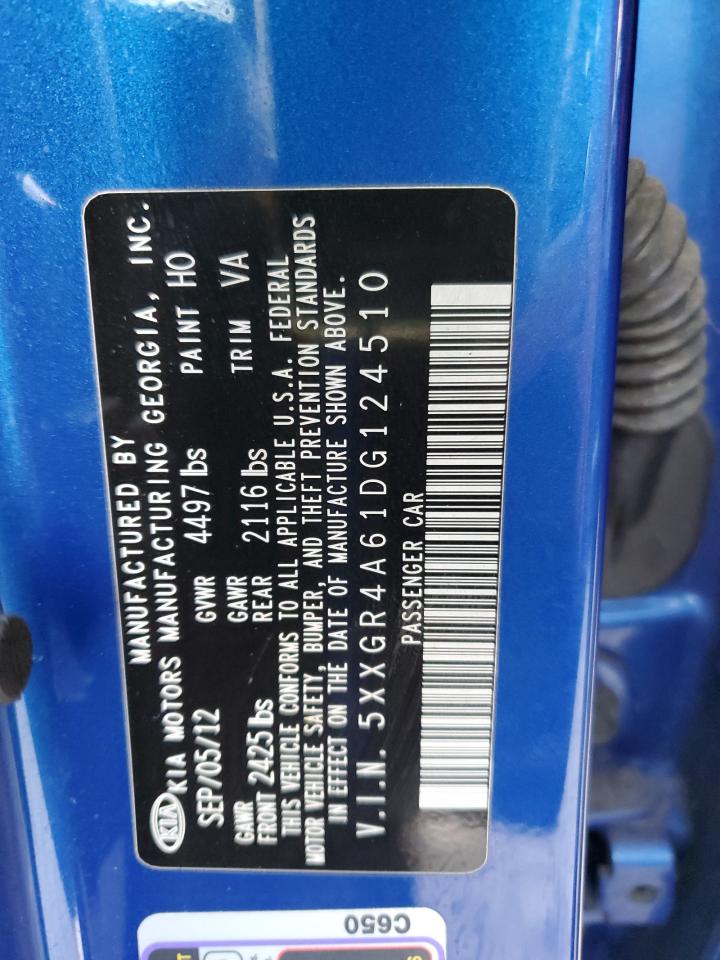 MANUFACTURED BY
KIA KIA MOTORS MANUFACTURING GEORGIA, INC.
SEP/05/12 GVWR 4497 lbs PAINT HO
GAWR FRONT 2425 lbs GAWR REAR 2116 lbs TRIM VA
THIS VEHICLE CONFORMS TO ALL APPLICABLE U.S.A. FEDERAL
MOTOR VEHICLE SAFETY, BUMPER, AND THEFT PREVENTION STANDARDS
IN EFFECT ON THE DATE OF MANUFACTURE SHOWN ABOVE.
V.I.N. 5XXGR4A61DG124510
PASSENGER CAR
C650